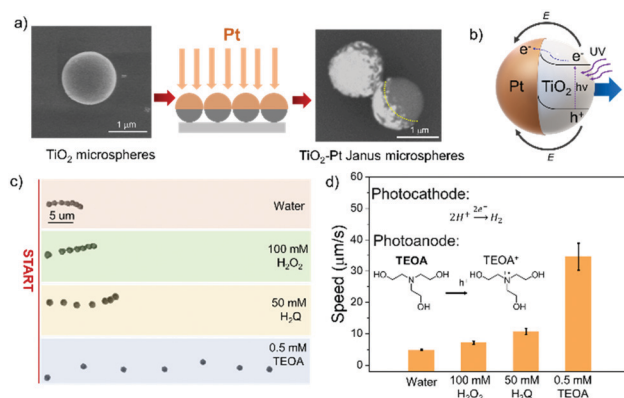 a)
Pt
1 μm
TiO2 microspheres
1 μm
TiO2-Pt Janus microspheres
b)
E
e-
e-
UV
Pt
TiO2
hν
h+
E
c)
START
5 um
Water
100 mM
H2O2
50 mM
H2Q
0.5 mM
TEOA
d)
Speed (μm/s)
60
50
40
30
20
10
0
Photocathode:
2H+ 2e-→ H2
Photoanode:
TEOA
TEOA+
HO
OH
N
OH
h+
HO
OH
N
OH
Water
100 mM
H2O2
50 mM
H2Q
0.5 mM
TEOA